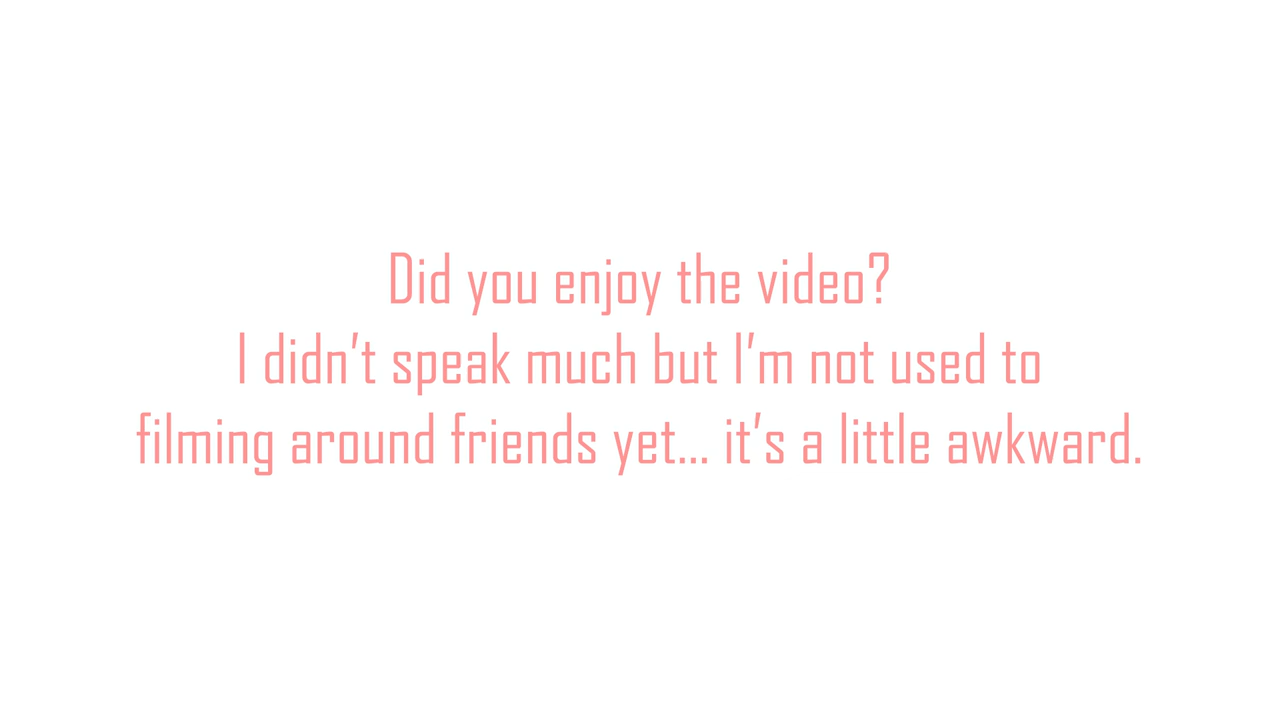 Did you enjoy the video?
I didn't speak much but I'm not used to
filming around friends yet... it's a little awkward.